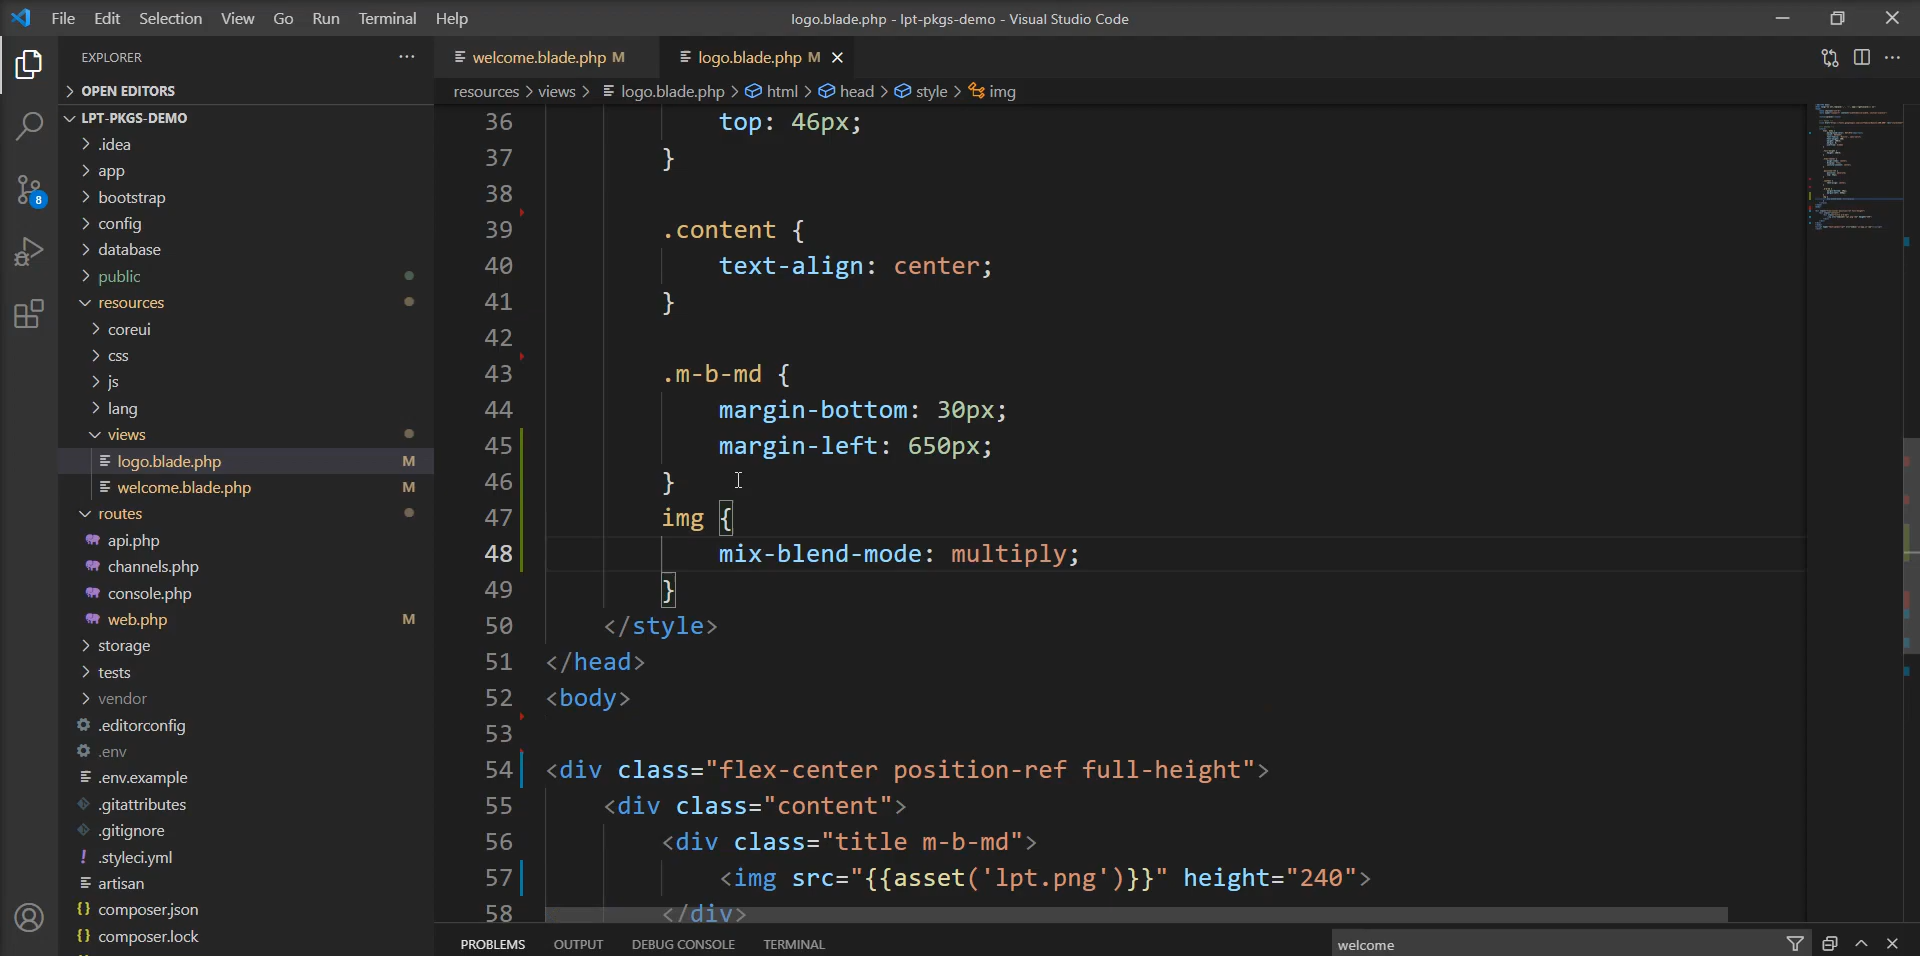 File Edit Selection View Go Run Terminal Help
logo.blade.php - lpt-pkgs-demo - Visual Studio Code
EXPLORER
welcome.blade.php M
logo.blade.php M
OPEN EDITORS
resources > views > logo.blade.php > html > head > style > img
LPT-PKGS-DEMO
.idea
app
bootstrap
config
8
database
public
resources
coreui
css
js
lang
views
logo.blade.php M
welcome.blade.php M
routes
api.php
channels.php
console.php
web.php M
storage
tests
vendor
.editorconfig
.env
.env.example
.gitattributes
.gitignore
! .styleci.yml
artisan
{} composer.json
{} composer.lock
36 top: 46px;
37 }
38
39 .content {
40 text-align: center;
41 }
42
43 .m-b-md {
44 margin-bottom: 30px;
45 margin-left: 650px;
46 }
47 img {
48 mix-blend-mode: multiply;
49 }
50 </style>
51 </head>
52 <body>
53
54 <div class="flex-center position-ref full-height">
55 <div class="content">
56 <div class="title m-b-md">
57 <img src="{{asset('lpt.png')}}" height="240">
58 </div>
PROBLEMS OUTPUT DEBUG CONSOLE TERMINAL
welcome